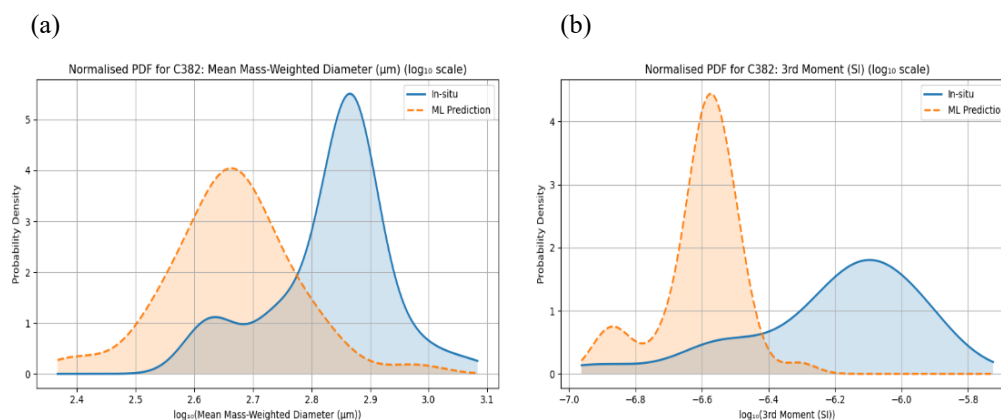 (a)
(b)
Normalised PDF for C382: Mean Mass-Weighted Diameter (μm) (log₁₀ scale)
In-situ
ML Prediction
Probability Density
5
4
3
2
1
0
2.4
2.5
2.6
2.7
2.8
2.9
3.0
3.1
log₁₀(Mean Mass-Weighted Diameter (μm))
Normalised PDF for C382: 3rd Moment (SI) (log₁₀ scale)
In-situ
ML Prediction
Probability Density
4
3
2
1
0
−7.0
−6.8
−6.6
−6.4
−6.2
−6.0
−5.8
log₁₀(3rd Moment (SI))